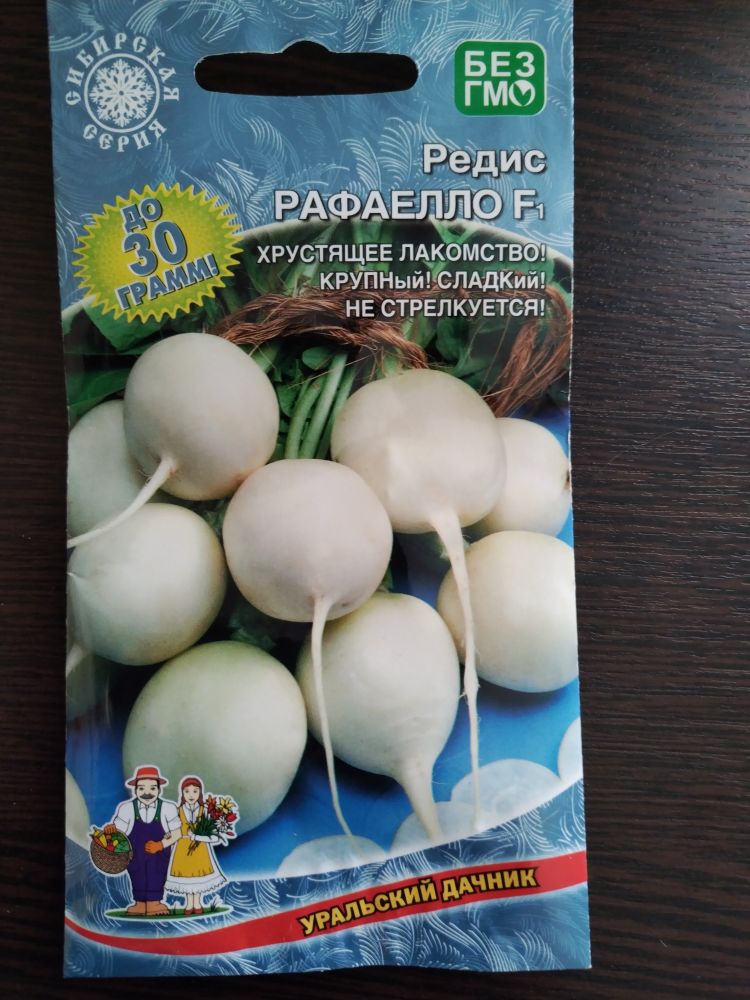 СИБИРСКАЯ
СЕРИЯ
БЕЗ
ГМО
Редис
РАФАЕЛЛО F1
ДО
30
ГРАММ!
ХРУСТЯЩЕЕ ЛАКОМСТВО!
КРУПНЫЙ! СЛАДКИЙ!
НЕ СТРЕЛКУЕТСЯ!
УРАЛЬСКИЙ ДАЧНИК